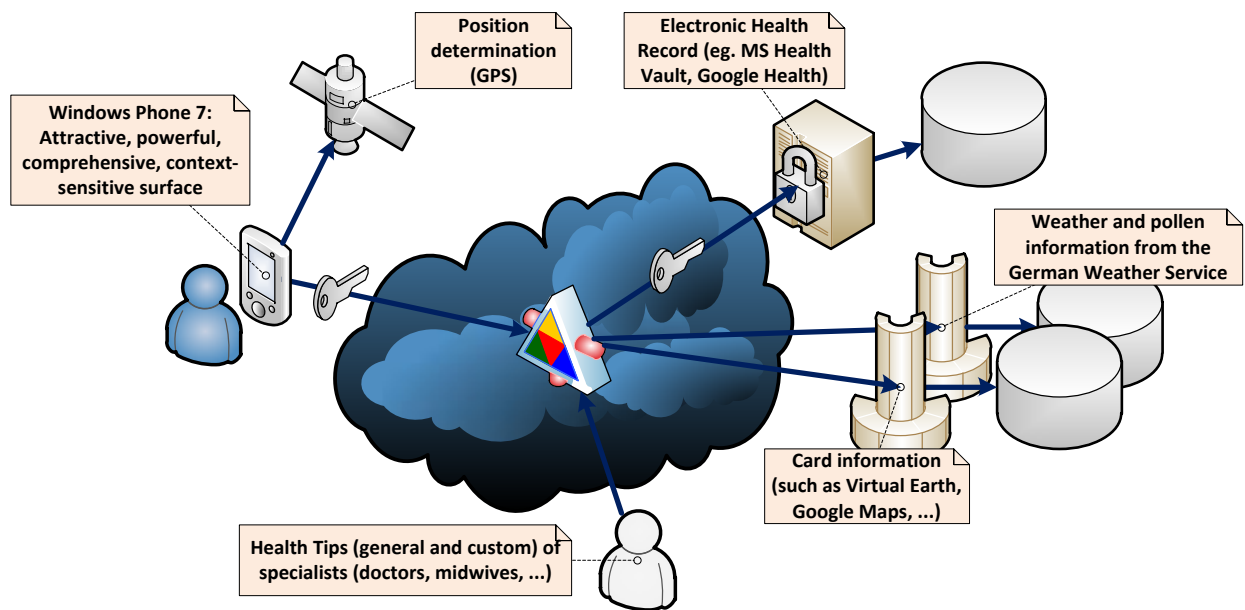 Position
determination
(GPS)
Electronic Health
Record (eg. MS Health
Vault, Google Health)
Windows Phone 7:
Attractive, powerful,
comprehensive, context-
sensitive surface
Weather and pollen
information from the
German Weather Service
Card information
(such as Virtual Earth,
Google Maps, ...)
Health Tips (general and custom) of
specialists (doctors, midwives, ...)